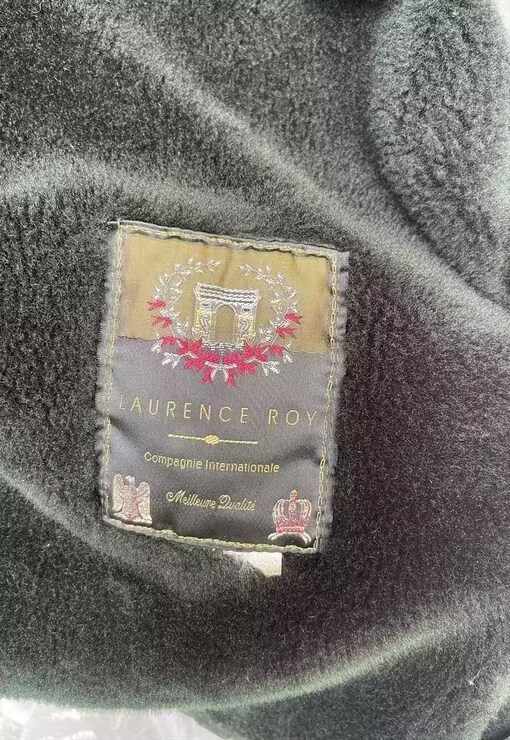 LAURENCE ROY
Compagnie Internationale
Meilleure Qualité